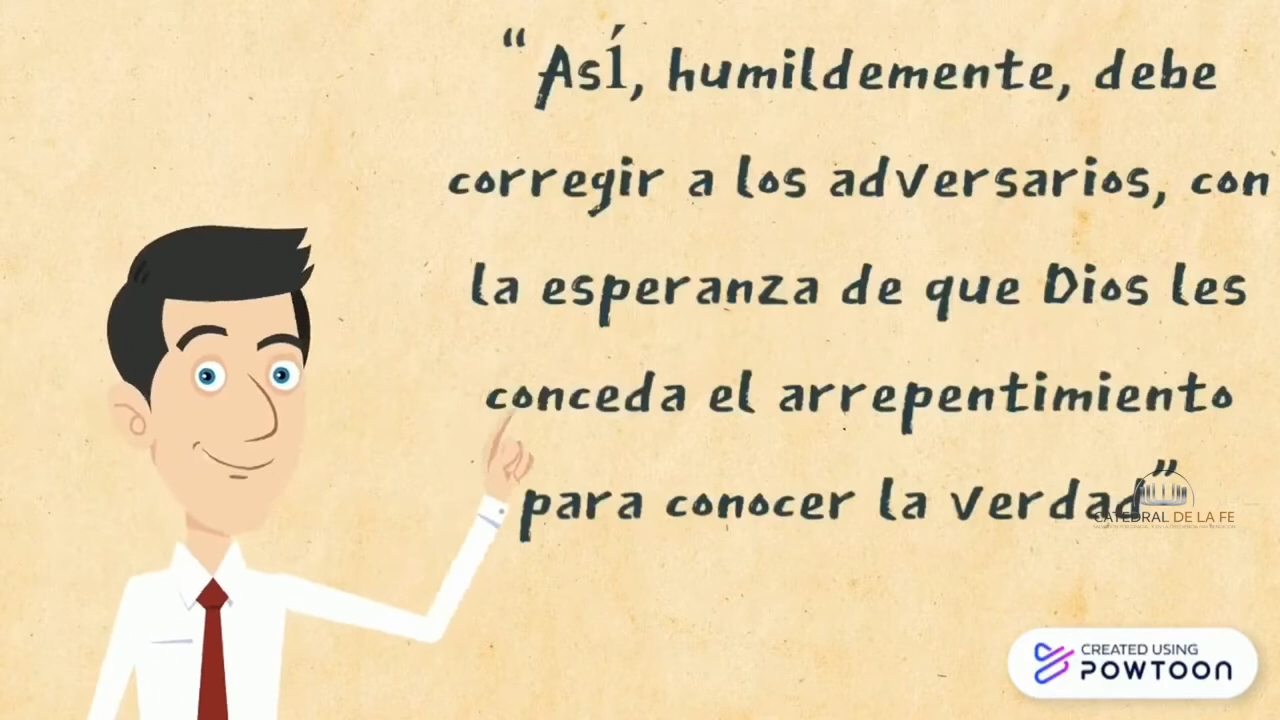 “Así, humildemente, debe
corregir a los adversarios, con
la esperanza de que Dios les
conceda el arrepentimiento
para conocer la verdad”
CATEDRAL DE LA FE
CREATED USING
POWTOON